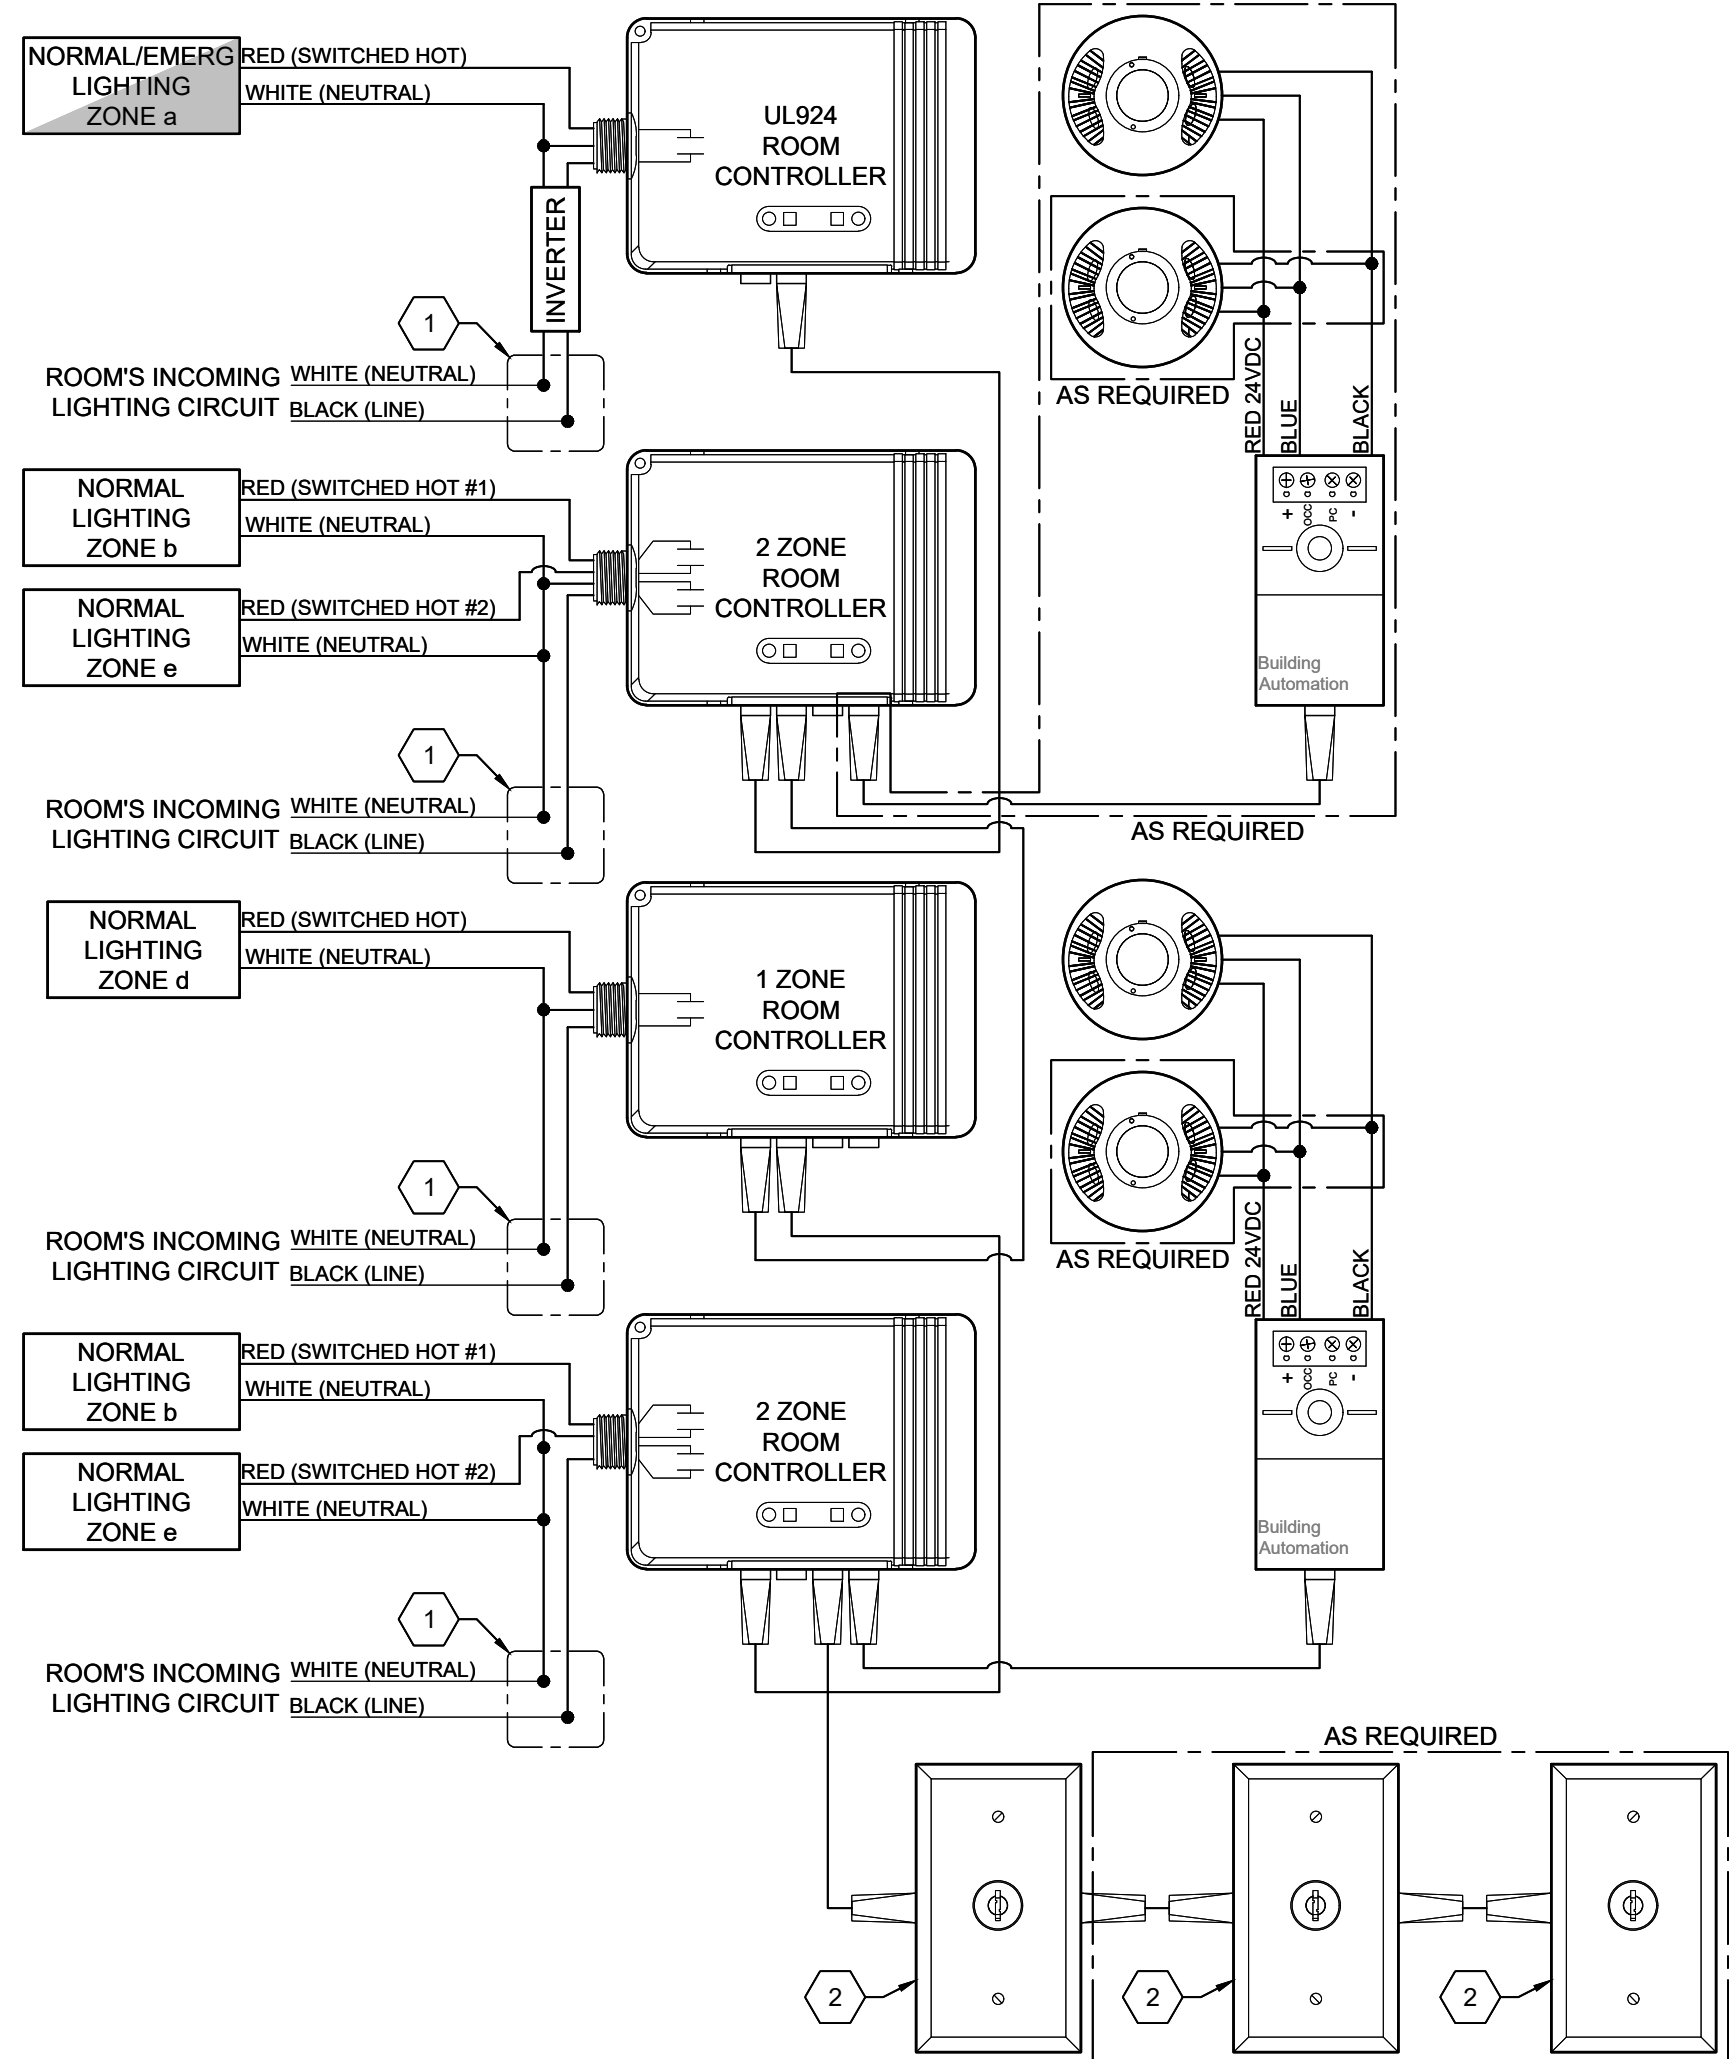 NORMAL/EMERG
LIGHTING
ZONE a
RED (SWITCHED HOT)
WHITE (NEUTRAL)
UL924
ROOM
CONTROLLER
INVERTER
1
ROOM'S INCOMING
LIGHTING CIRCUIT
WHITE (NEUTRAL)
BLACK (LINE)
AS REQUIRED
RED 24VDC
BLUE
BLACK
NORMAL
LIGHTING
ZONE b
RED (SWITCHED HOT #1)
WHITE (NEUTRAL)
NORMAL
LIGHTING
ZONE e
RED (SWITCHED HOT #2)
WHITE (NEUTRAL)
2 ZONE
ROOM
CONTROLLER
+
OCC
PC
-
Building
Automation
1
ROOM'S INCOMING
LIGHTING CIRCUIT
WHITE (NEUTRAL)
BLACK (LINE)
AS REQUIRED
NORMAL
LIGHTING
ZONE d
RED (SWITCHED HOT)
WHITE (NEUTRAL)
1 ZONE
ROOM
CONTROLLER
1
ROOM'S INCOMING
LIGHTING CIRCUIT
WHITE (NEUTRAL)
BLACK (LINE)
AS REQUIRED
RED 24VDC
BLUE
BLACK
NORMAL
LIGHTING
ZONE b
RED (SWITCHED HOT #1)
WHITE (NEUTRAL)
NORMAL
LIGHTING
ZONE e
RED (SWITCHED HOT #2)
WHITE (NEUTRAL)
2 ZONE
ROOM
CONTROLLER
+
OCC
PC
-
Building
Automation
1
ROOM'S INCOMING
LIGHTING CIRCUIT
WHITE (NEUTRAL)
BLACK (LINE)
AS REQUIRED
2
2
2